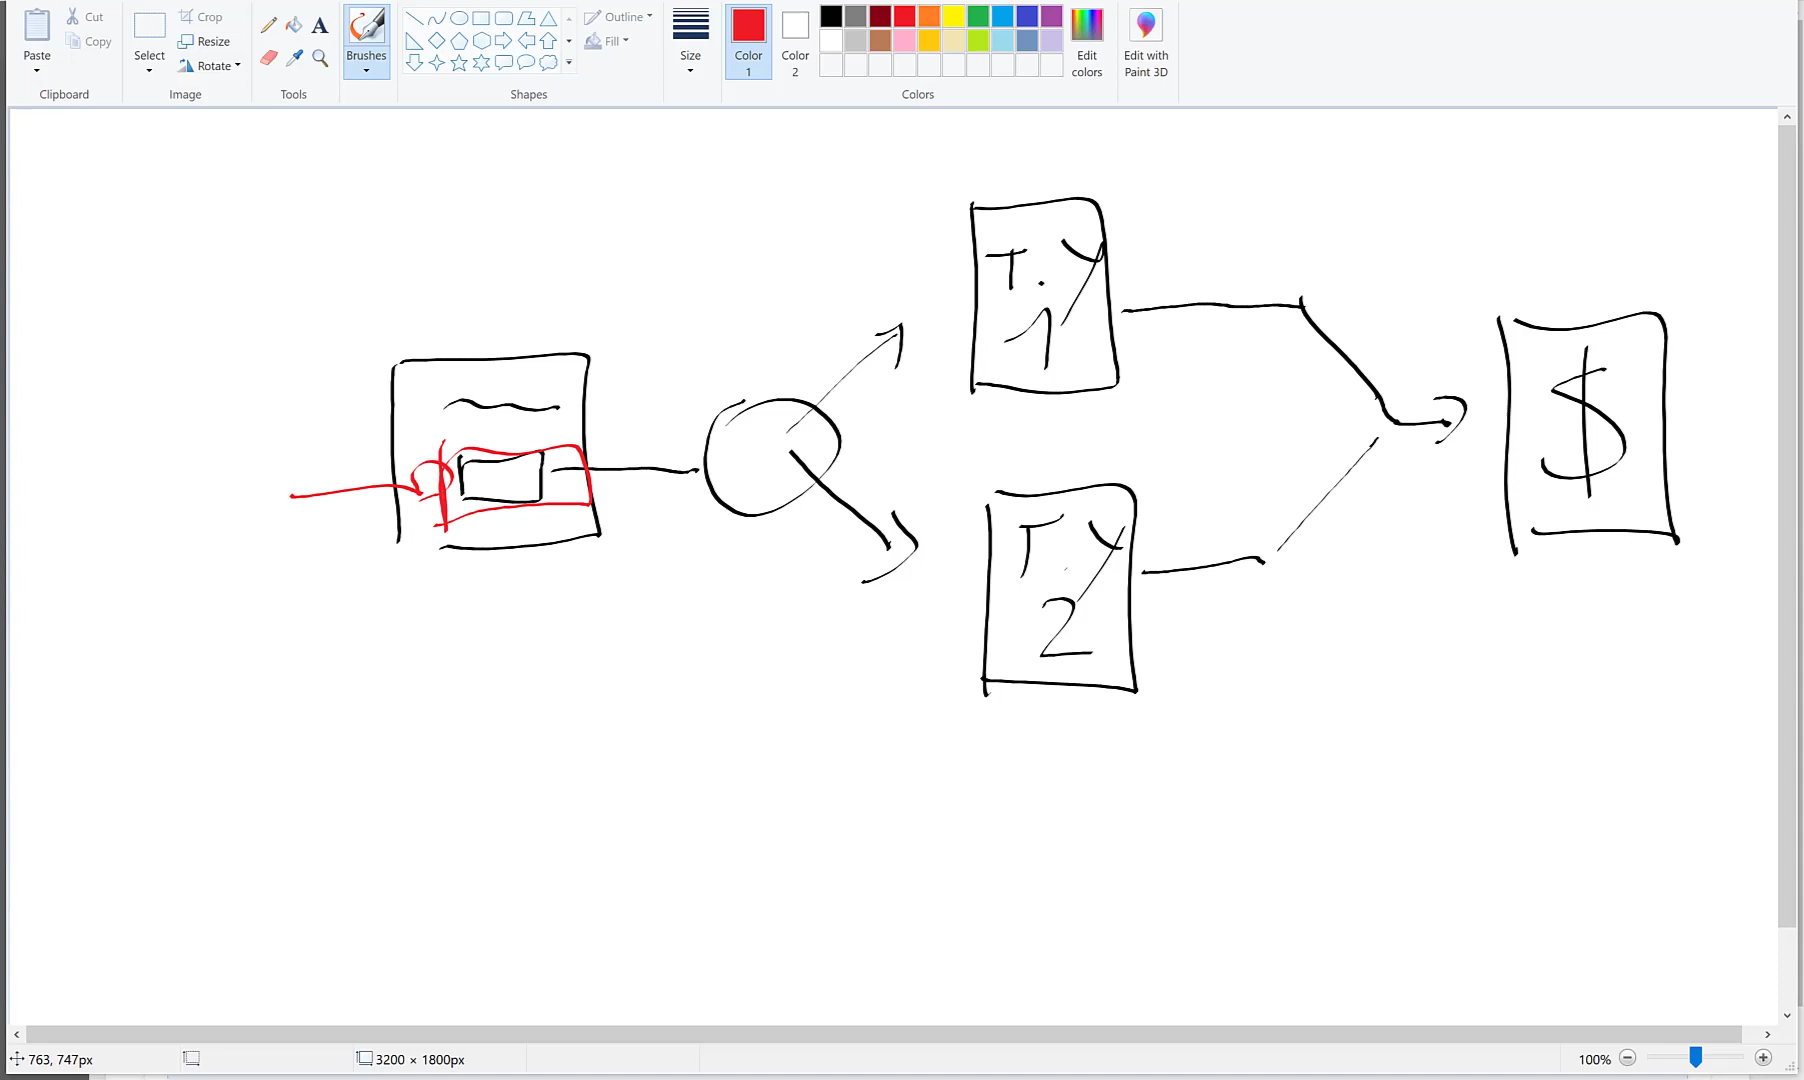 Paste
Cut
Copy
Clipboard
Select
Crop
Resize
Rotate
Image
Tools
Brushes
Shapes
Outline
Fill
Size
Color
1
Color
2
Edit
colors
Colors
Edit with
Paint 3D
T.Y
1
T.Y
2
$
763, 747px
3200 × 1800px
100%